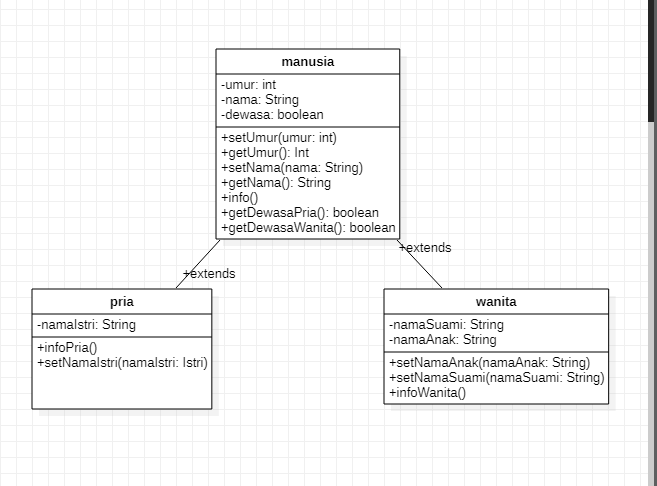 manusia
-umur: int
-nama: String
-dewasa: boolean
+setUmur(umur: int)
+getUmur(): Int
+setNama(nama: String)
+getNama(): String
+info()
+getDewasaPria(): boolean
+getDewasaWanita(): boolean
+extends
+extends
pria
-namaIstri: String
+infoPria()
+setNamaIstri(namaIstri: Istri)
wanita
-namaSuami: String
-namaAnak: String
+setNamaAnak(namaAnak: String)
+setNamaSuami(namaSuami: String)
+infoWanita()